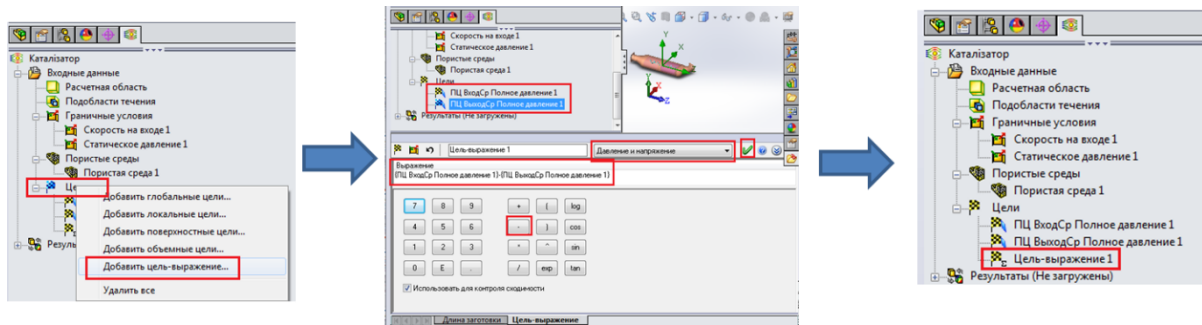 Каталізатор
Входные данные
Расчетная область
Подобласти течения
Граничные условия
Скорость на входе 1
Статическое давление 1
Пористые среды
Пористая среда 1
Це
Резуль
Добавить глобальные цели...
Добавить локальные цели...
Добавить поверхностные цели...
Добавить объемные цели...
Добавить цель-выражение...
Удалить все
Скорость на входе 1
Статическое давление 1
Пористые среды
Пористая среда 1
Цели
ПЦ ВходСр Полное давление 1
ПЦ ВыходСр Полное давление 1
Результаты (Не загружены)
Y
X
Y
X
Z
Цель-выражение 1
Давление и напряжение
Выражение
{ПЦ ВходСр Полное давление 1}-{ПЦ ВыходСр Полное давление 1}
7 8 9 + ( log
4 5 6 - ) cos
1 2 3 * ^ sin
0 E . / exp tan
Использовать для контроля сходимости
Длина заготовки Цель-выражение
Каталізатор
Входные данные
Расчетная область
Подобласти течения
Граничные условия
Скорость на входе 1
Статическое давление 1
Пористые среды
Пористая среда 1
Цели
ПЦ ВходСр Полное давление 1
ПЦ ВыходСр Полное давление 1
Цель-выражение 1
Результаты (Не загружены)